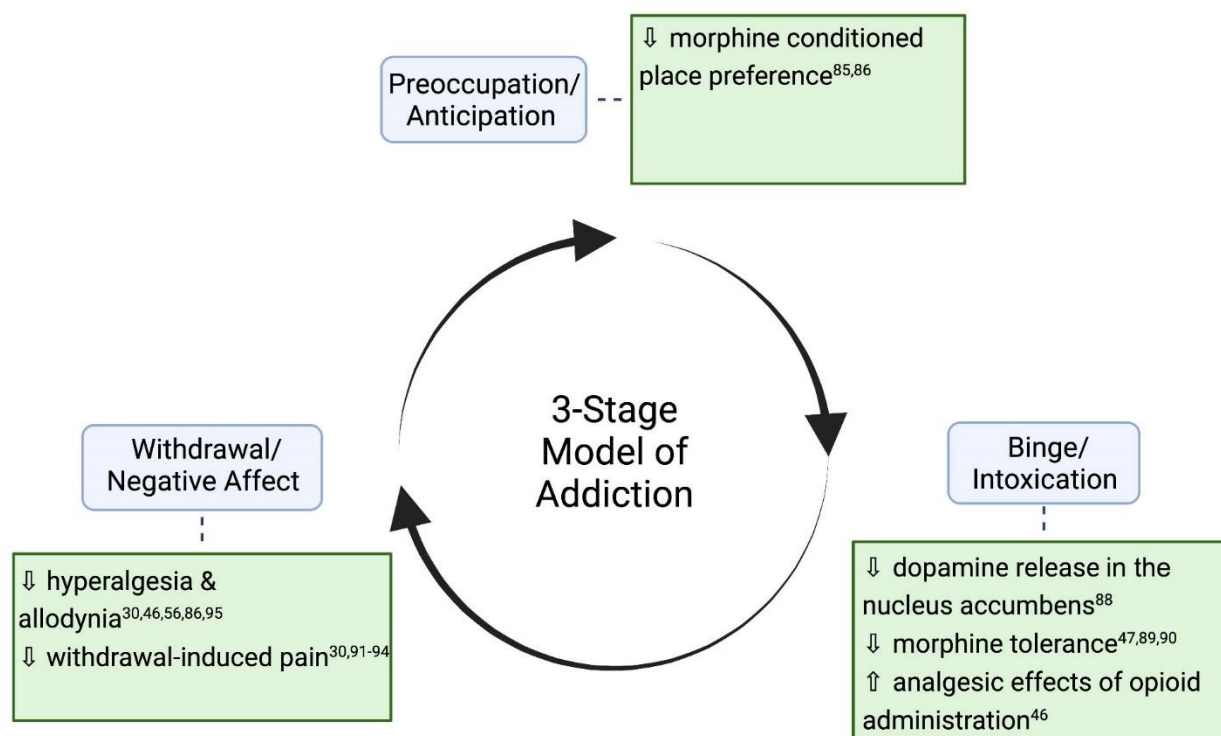 Preoccupation/
Anticipation
⇩ morphine conditioned
place preference85,86
3-Stage
Model of
Addiction
Withdrawal/
Negative Affect
⇩ hyperalgesia &
allodynia30,46,56,86,95
⇩ withdrawal-induced pain30,91-94
Binge/
Intoxication
⇩ dopamine release in the
nucleus accumbens88
⇩ morphine tolerance47,89,90
⇧ analgesic effects of opioid
administration46